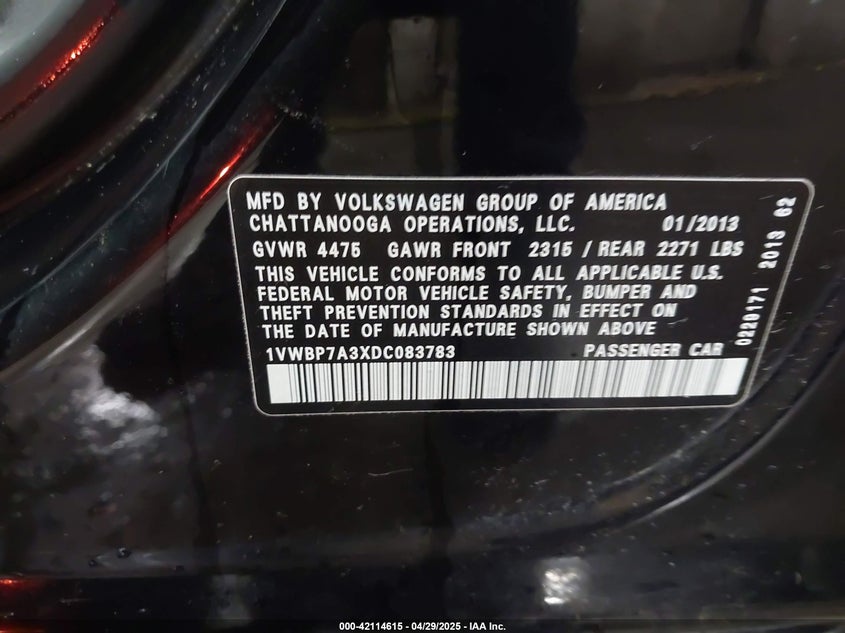 MFD BY VOLKSWAGEN GROUP OF AMERICA
CHATTANOOGA OPERATIONS, LLC. 01/2013
GVWR 4475 GAWR FRONT 2315 / REAR 2271 LBS
THIS VEHICLE CONFORMS TO ALL APPLICABLE U.S.
FEDERAL MOTOR VEHICLE SAFETY, BUMPER AND
THEFT PREVENTION STANDARDS IN EFFECT ON
THE DATE OF MANUFACTURE SHOWN ABOVE
1VWBP7A3XDC083783 PASSENGER CAR
0228171 2013 62
000-42114615 - 04/29/2025 - IAA Inc.